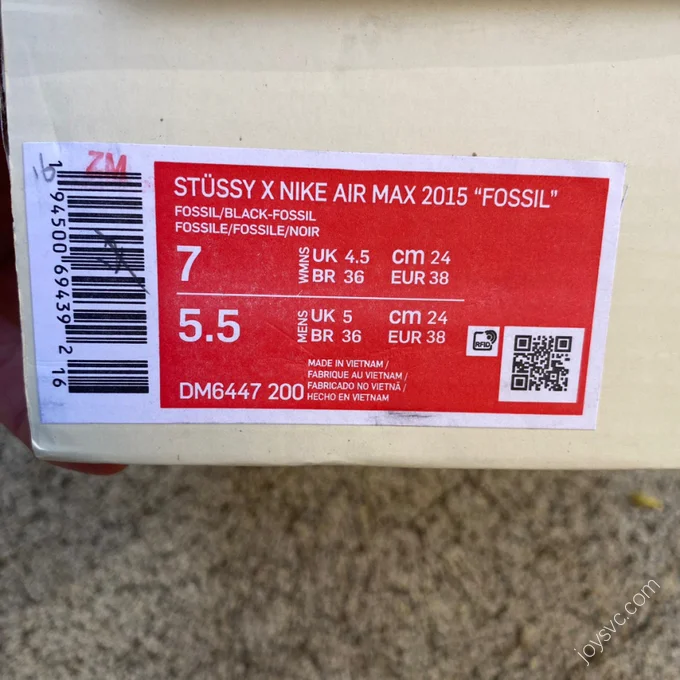 ZM
1 94500 69439 2 16
STÜSSY X NIKE AIR MAX 2015 “FOSSIL”
FOSSIL/BLACK-FOSSIL
FOSSILE/FOSSILE/NOIR
7 WMNS UK 4.5 cm 24
BR 36 EUR 38
5.5 MENS UK 5 cm 24
BR 36 EUR 38
RFID
DM6447 200
MADE IN VIETNAM /
FABRIQUE AU VIETNAM /
FABRICADO NO VIETNÃ /
HECHO EN VIETNAM
joysvc.com